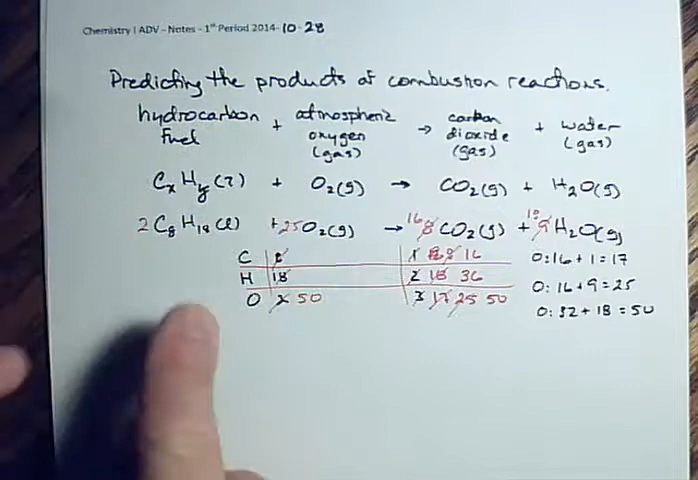 Chemistry I ADV - Notes - 1st Period 2014-10-28
Predicting the products of combustion reactions.
hydrocarbon fuel + atmospheric oxygen (gas) → carbon dioxide (gas) + water (gas)
CxHy(?) + O2(g) → CO2(g) + H2O(g)
2C8H18(l) + 25O2(g) → 16 8 CO2(g) + 18 9 H2O(g)
C 8 1 8 16 O: 16 + 1 = 17
H 18 2 18 36 O: 16 + 9 = 25
O 2 50 3 17 25 50 O: 32 + 18 = 50